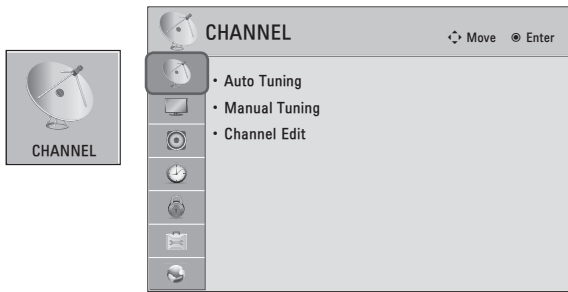 CHANNEL
CHANNEL Move Enter
• Auto Tuning
• Manual Tuning
• Channel Edit